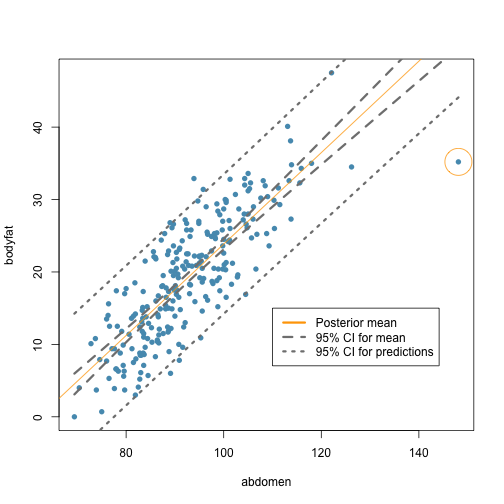 bodyfat
40
30
20
10
0
Posterior mean
95% CI for mean
95% CI for predictions
80 100 120 140
abdomen